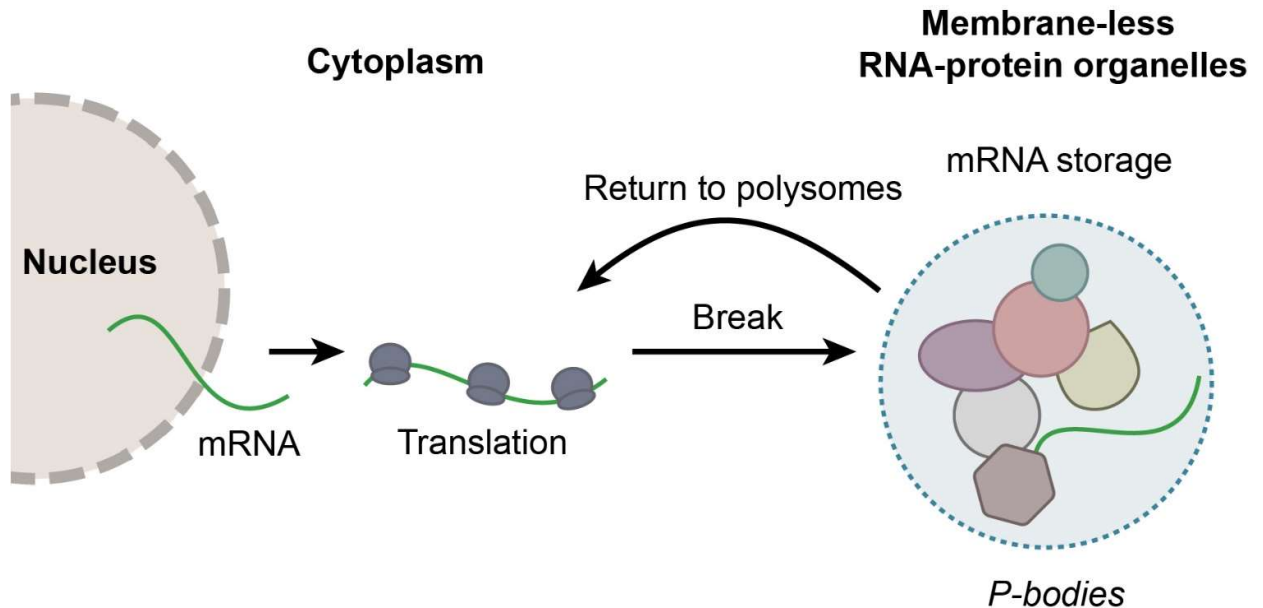 Cytoplasm
Membrane-less
RNA-protein organelles
mRNA storage
Return to polysomes
Nucleus
Break
mRNA
Translation
P-bodies